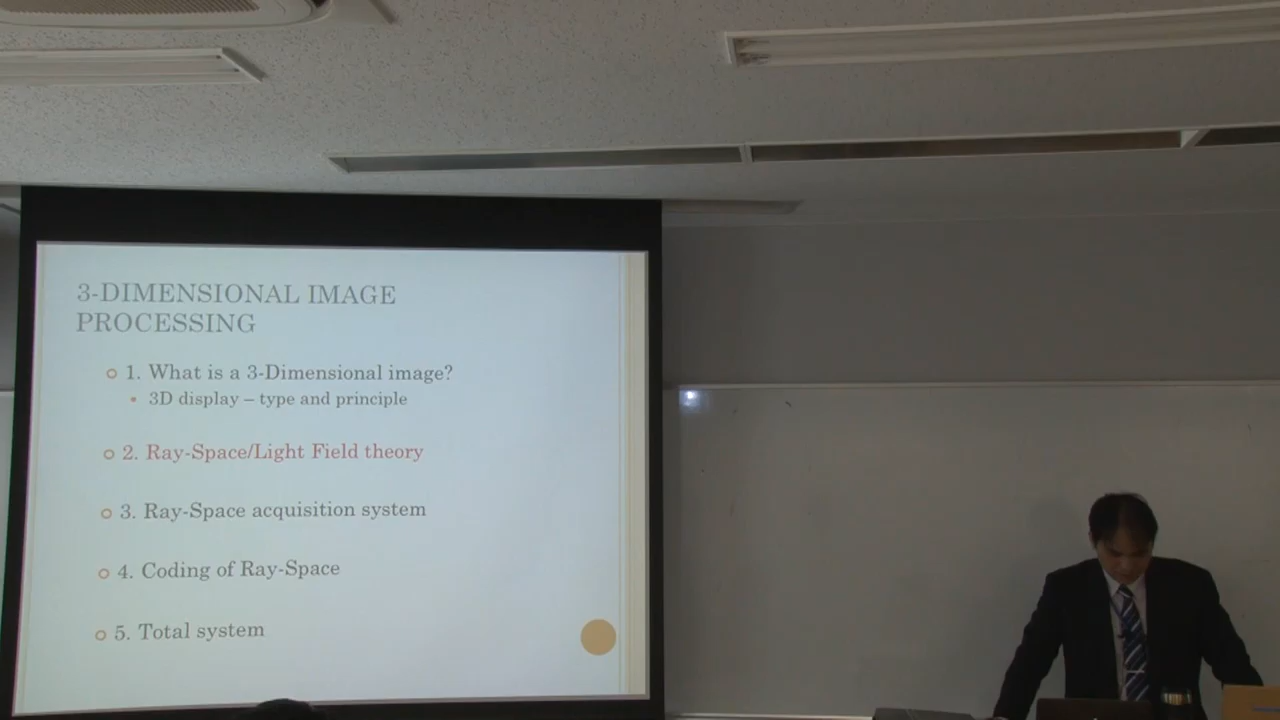 3-DIMENSIONAL IMAGE
PROCESSING
1. What is a 3-Dimensional image?
3D display – type and principle
2. Ray-Space/Light Field theory
3. Ray-Space acquisition system
4. Coding of Ray-Space
5. Total system